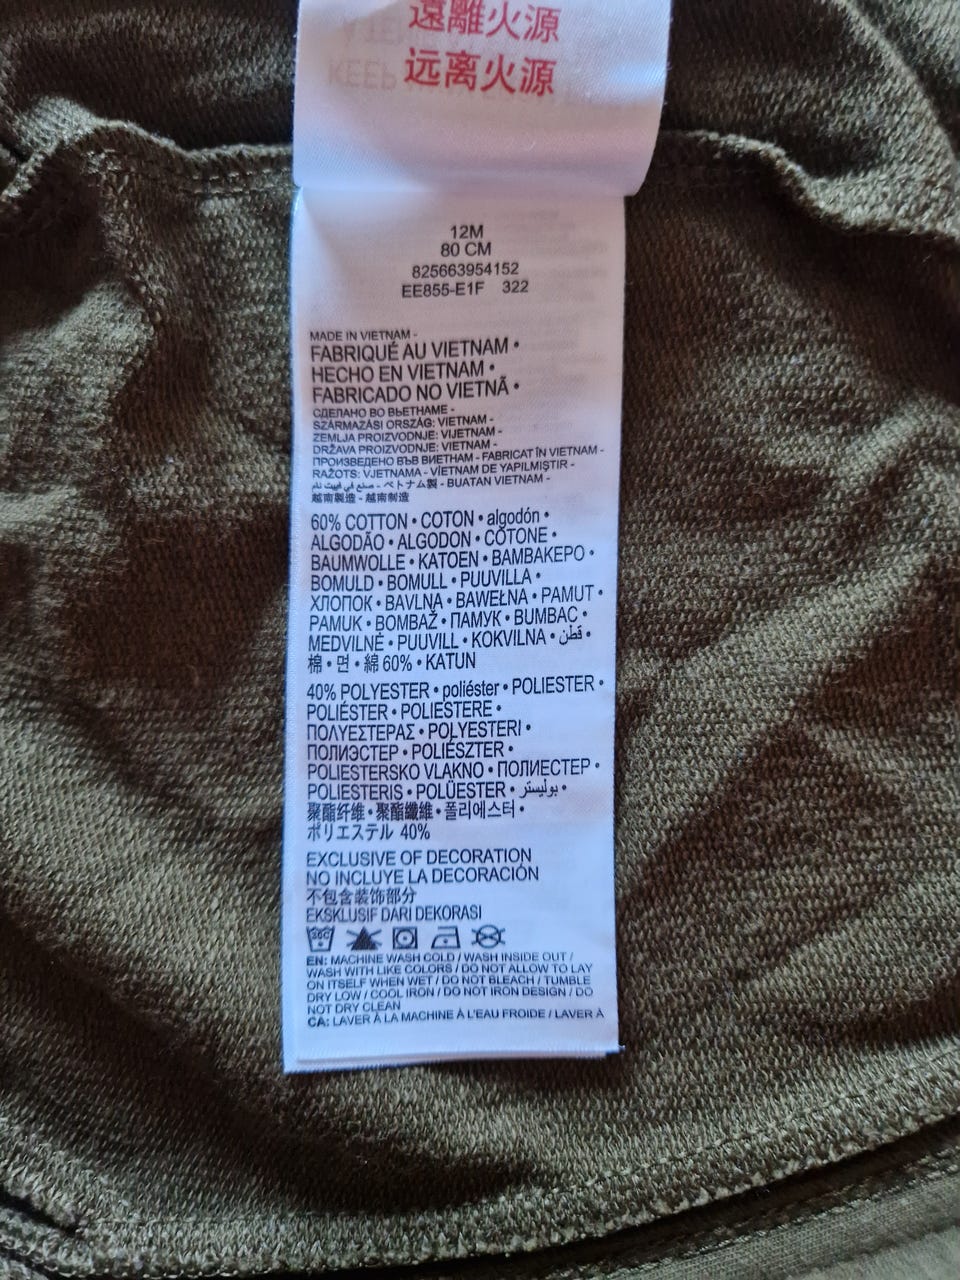 遠離火源
远离火源
12M
80 CM
825663954152
EE855-E1F 322
MADE IN VIETNAM -
FABRIQUÉ AU VIETNAM •
HECHO EN VIETNAM •
FABRICADO NO VIETNÃ •
СДЕЛАНО ВО ВЬЕТНАМЕ -
SZÁRMAZÁSI ORSZÁG: VIETNAM -
ZEMLJA PROIZVODNJE: VIJETNAM -
DRŽAVA PROIZVODNJE: VIETNAM -
ПРОИЗВЕДЕНО ВЪВ ВИЕТНАМ - FABRICAT ÎN VIETNAM -
RAŽOTS: VJETNAMA - VİETNAM DE YAPILMIŞTIR -
صنع في فييت نام - ベトナム製 - BUATAN VIETNAM -
越南製造 - 越南制造
60% COTTON • COTON • algodón •
ALGODÃO • ALGODON • COTONE •
BAUMWOLLE • KATOEN • ΒΑΜΒΑΚΕΡΟ •
BOMULD • BOMULL • PUUVILLA •
ХЛОПОК • BAVLNA • BAWEŁNA • PAMUT •
PAMUK • BOMBAŽ • ПАМУК • BUMBAC •
MEDVILNĖ • PUUVILL • KOKVILNA • قطن •
棉 • 면 • 綿 60% • KATUN
40% POLYESTER • poliéster • POLIESTER •
POLIÉSTER • POLIESTERE •
ΠΟΛΥΕΣΤΕΡΑΣ • POLYESTERI •
ПОЛИЭСТЕР • POLIÉSZTER •
POLIESTERSKO VLAKNO • ПОЛИЕСТЕР •
POLIESTERIS • POLÜESTER • بوليستر •
聚酯纤维 • 聚酯纖維 • 폴리에스터 •
ポリエステル 40%
EXCLUSIVE OF DECORATION
NO INCLUYE LA DECORACIÓN
不包含装饰部分
EKSKLUSIF DARI DEKORASI
30C
EN: MACHINE WASH COLD / WASH INSIDE OUT /
WASH WITH LIKE COLORS / DO NOT ALLOW TO LAY
ON ITSELF WHEN WET / DO NOT BLEACH / TUMBLE
DRY LOW / COOL IRON / DO NOT IRON DESIGN / DO
NOT DRY CLEAN
CA: LAVER À LA MACHINE À L'EAU FROIDE / LAVER À